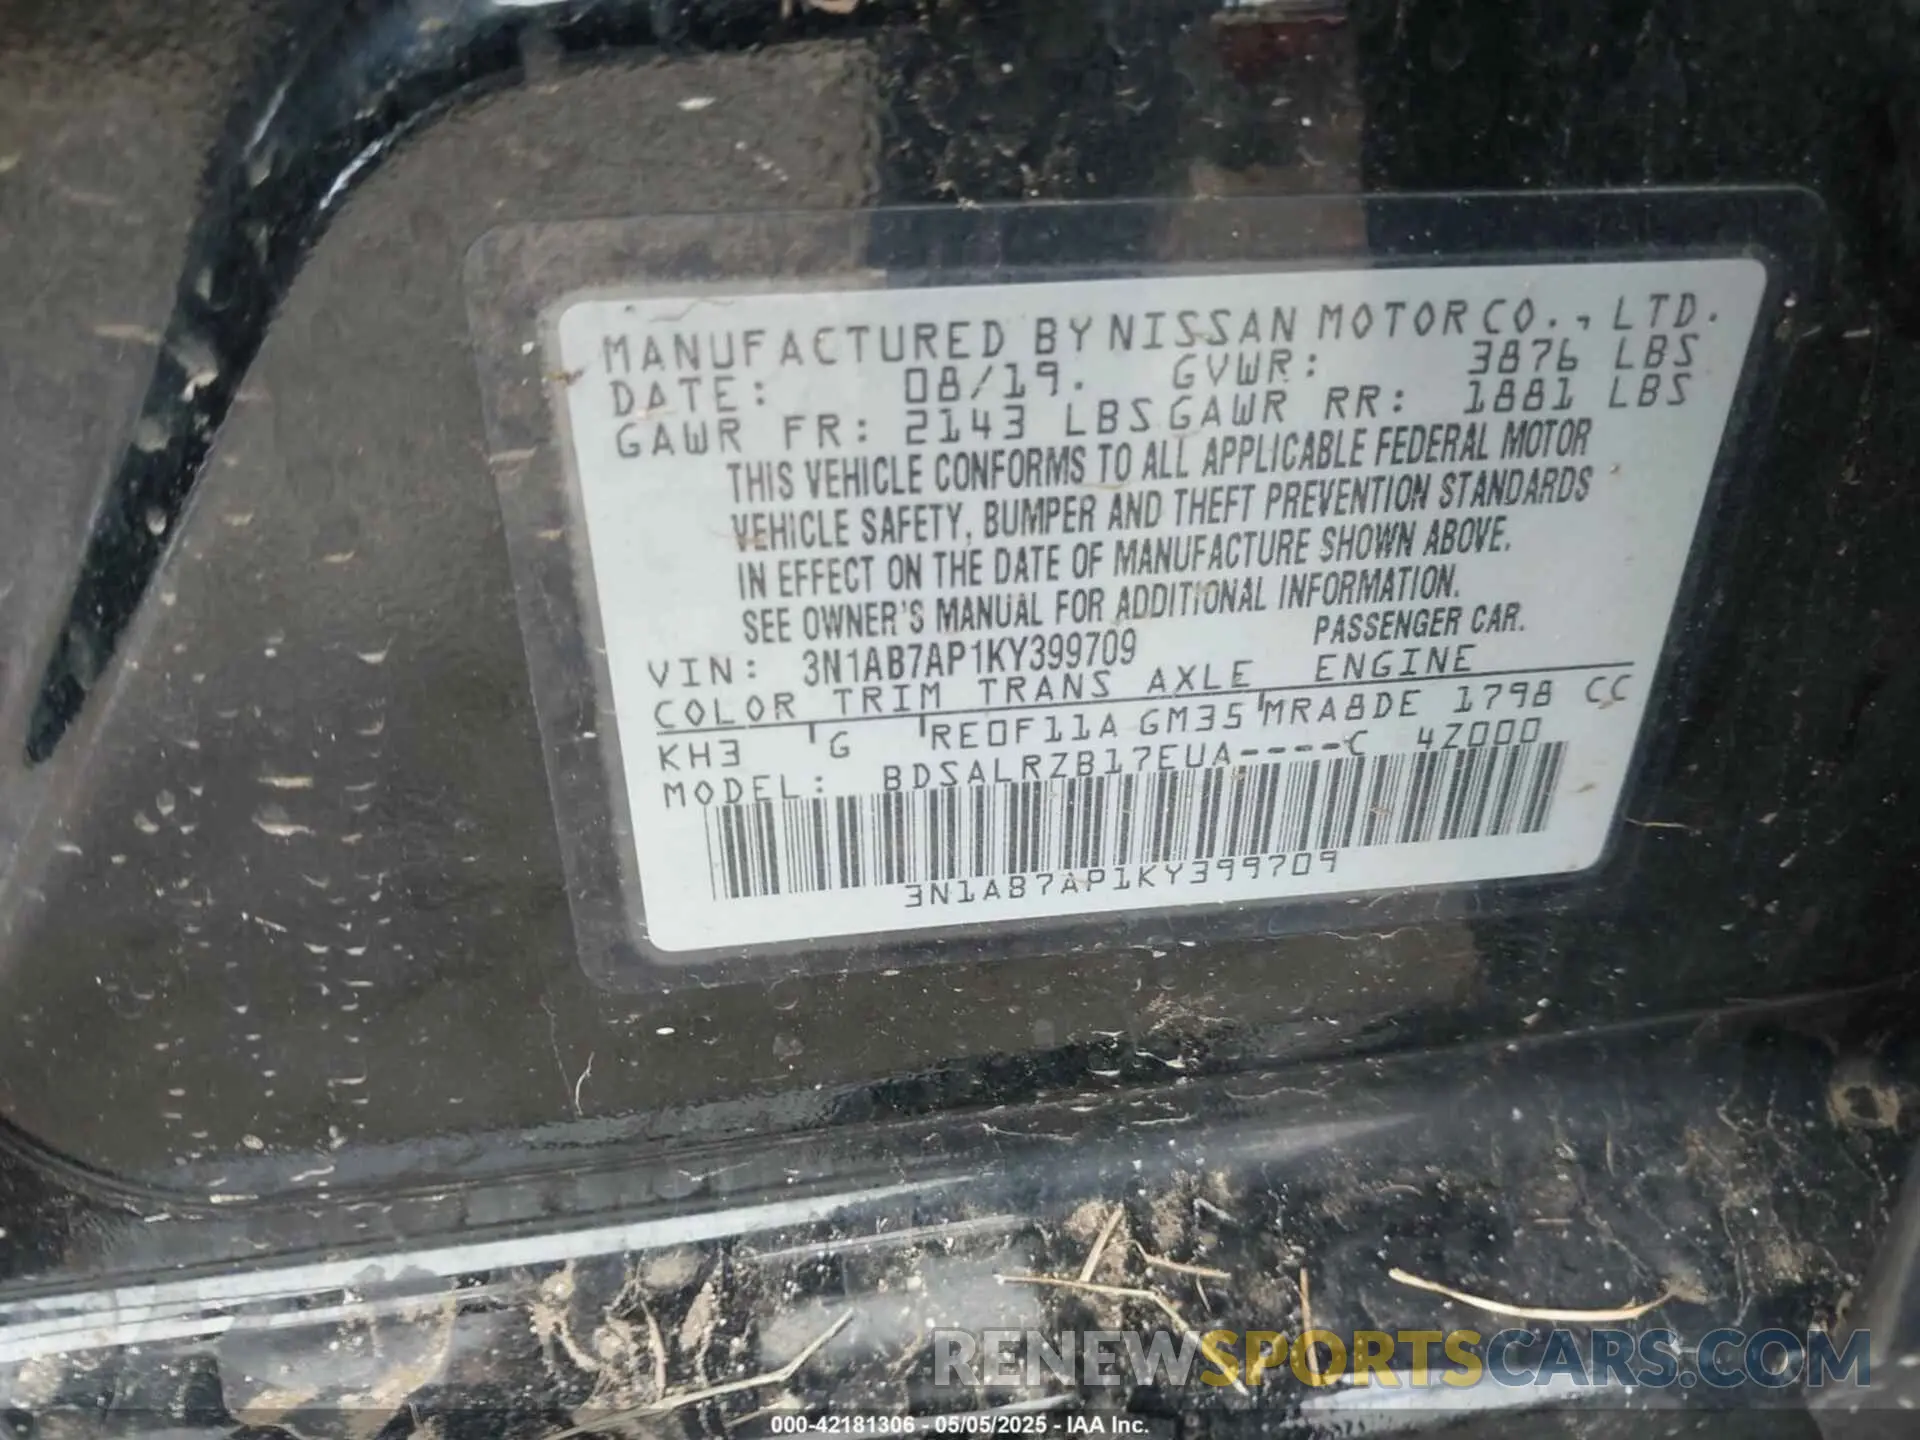 MANUFACTURED BY NISSAN MOTOR CO., LTD.
DATE: 08/19. GVWR: 3876 LBS
GAWR FR: 2143 LBS GAWR RR: 1881 LBS
THIS VEHICLE CONFORMS TO ALL APPLICABLE FEDERAL MOTOR
VEHICLE SAFETY, BUMPER AND THEFT PREVENTION STANDARDS
IN EFFECT ON THE DATE OF MANUFACTURE SHOWN ABOVE.
SEE OWNER'S MANUAL FOR ADDITIONAL INFORMATION.
VIN: 3N1AB7AP1KY399709 PASSENGER CAR.
COLOR TRIM TRANS AXLE ENGINE
KH3 G RE0F11A GM35 MRA8DE 1798 CC
MODEL: BDSALRZB17EUA----C 4Z000
3N1AB7AP1KY399709
RENEWSPORTSCARS.COM
000-42181306 - 05/05/2025 - IAA Inc.